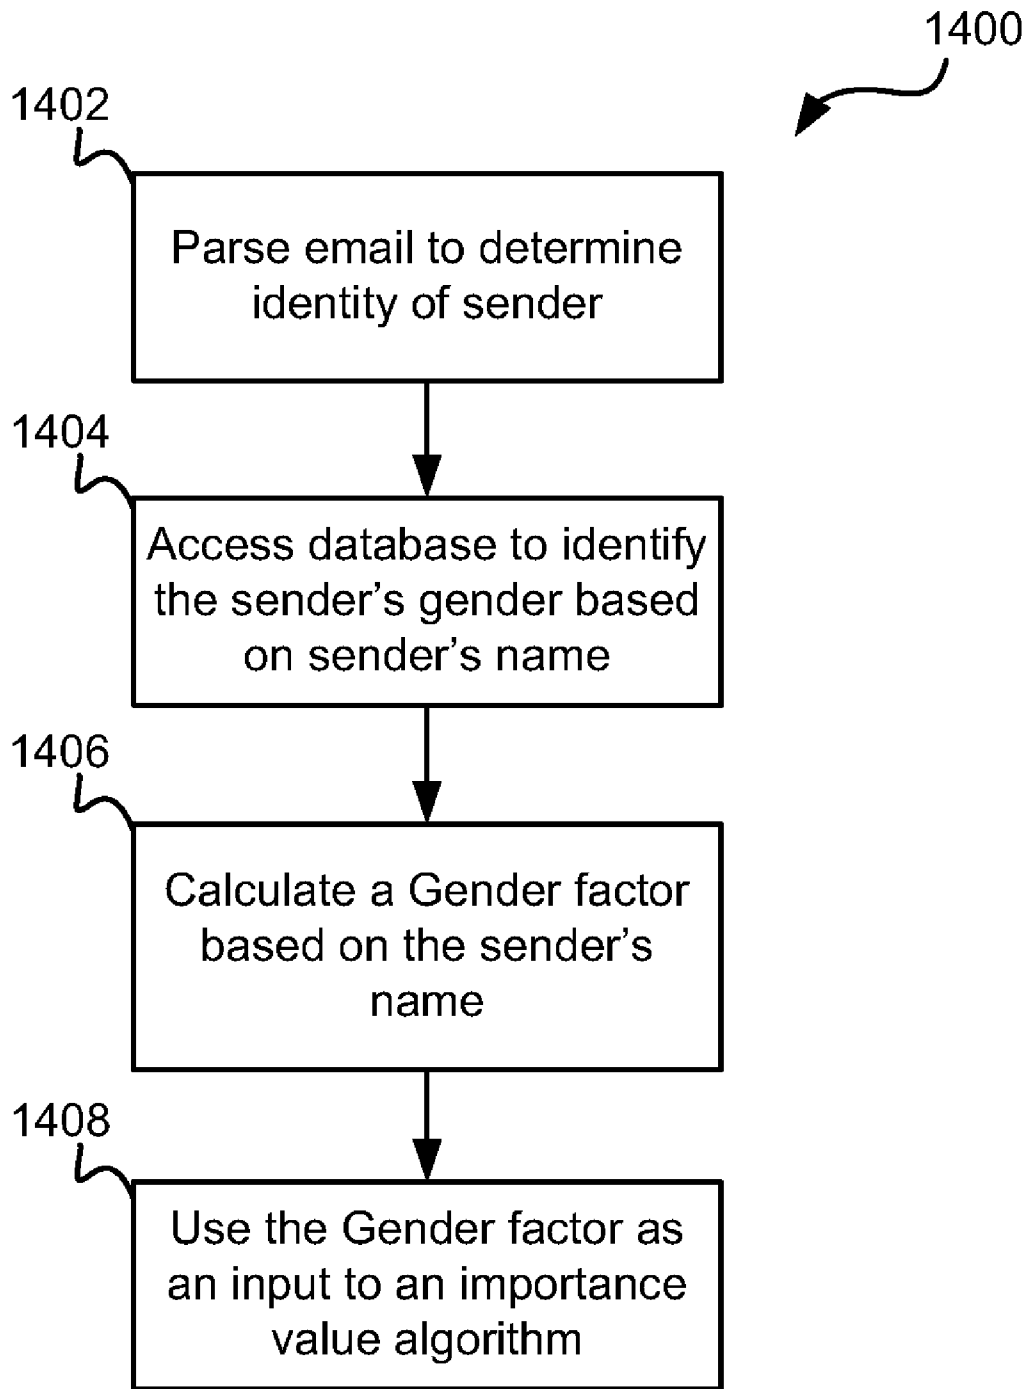 1400
1402
Parse email to determine
identity of sender
1404
Access database to identify
the sender’s gender based
on sender’s name
1406
Calculate a Gender factor
based on the sender’s
name
1408
Use the Gender factor as
an input to an importance
value algorithm